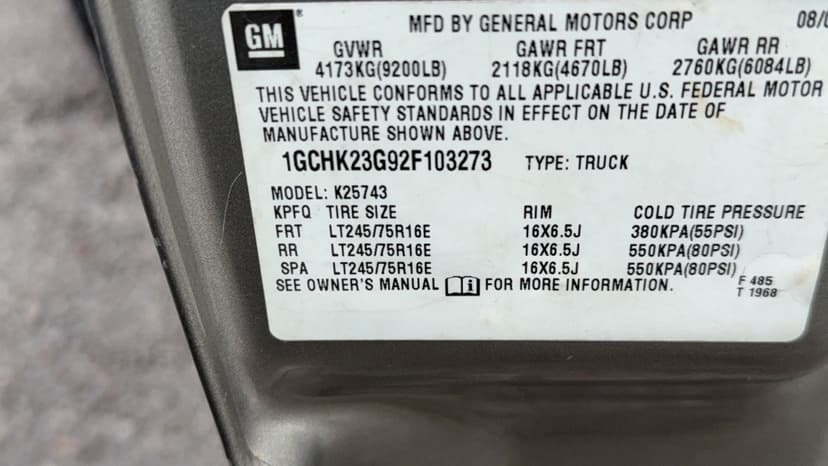 GM
MFD BY GENERAL MOTORS CORP 08/0
GVWR GAWR FRT GAWR RR
4173KG(9200LB) 2118KG(4670LB) 2760KG(6084LB)
THIS VEHICLE CONFORMS TO ALL APPLICABLE U.S. FEDERAL MOTOR
VEHICLE SAFETY STANDARDS IN EFFECT ON THE DATE OF
MANUFACTURE SHOWN ABOVE.
1GCHK23G92F103273 TYPE: TRUCK
MODEL: K25743
KPFQ TIRE SIZE RIM COLD TIRE PRESSURE
FRT LT245/75R16E 16X6.5J 380KPA(55PSI)
RR LT245/75R16E 16X6.5J 550KPA(80PSI)
SPA LT245/75R16E 16X6.5J 550KPA(80PSI)
SEE OWNER'S MANUAL i FOR MORE INFORMATION.
F 485
T 1968